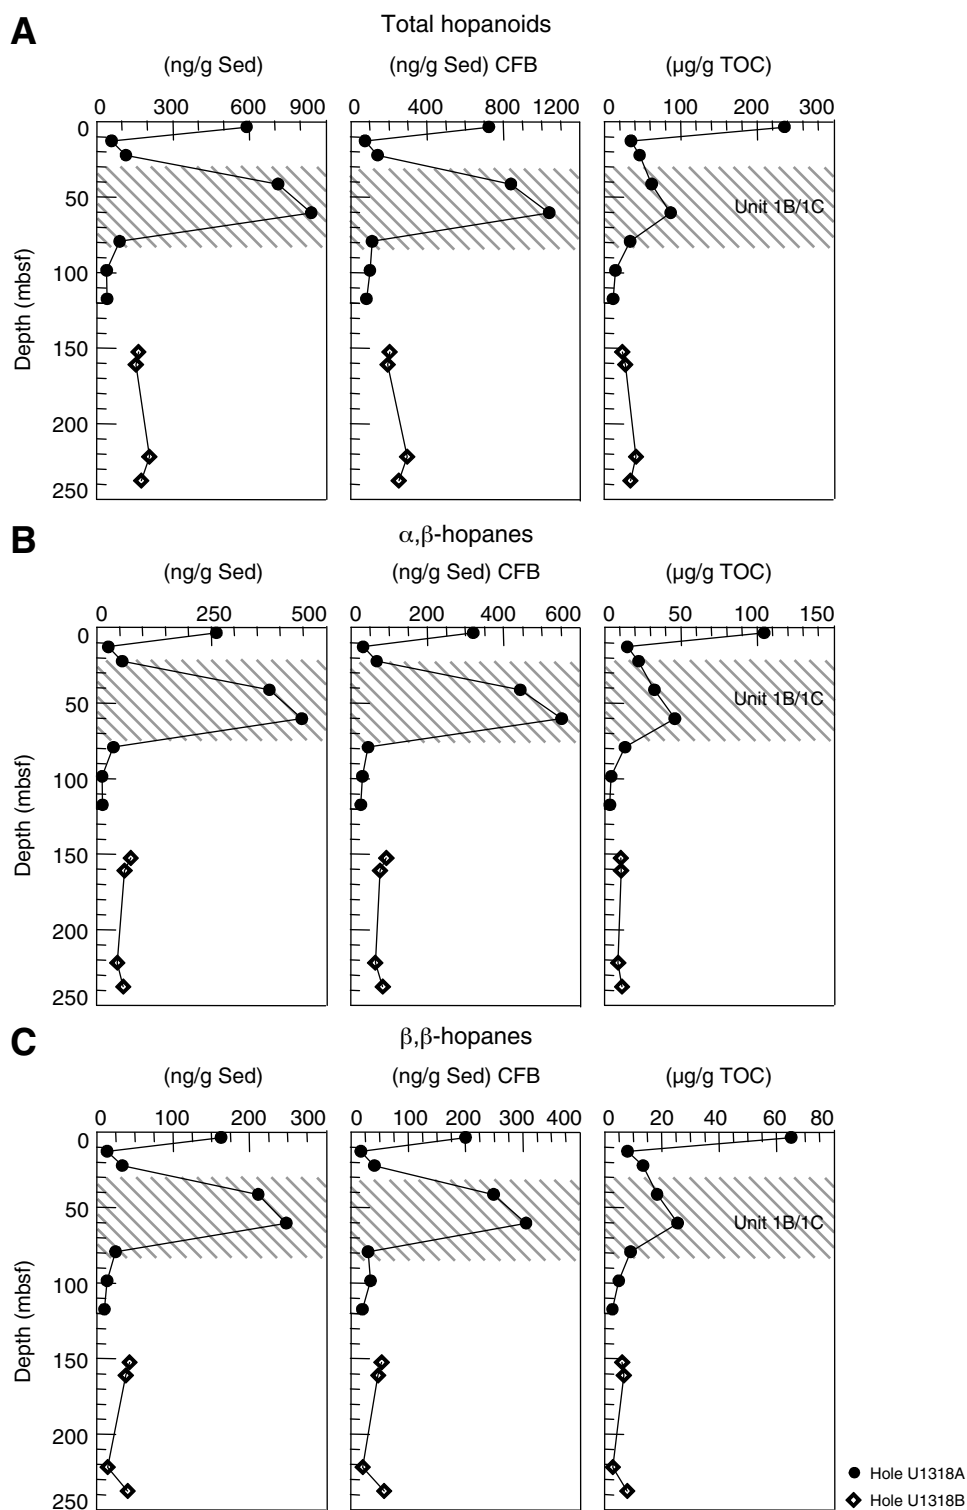 A
Total hopanoids
(ng/g Sed) (ng/g Sed) CFB (µg/g TOC)
0 300 600 900 0 400 800 1200 0 100 200 300
0
50
100
150
200
250
Depth (mbsf)
Unit 1B/1C
B
α,β-hopanes
(ng/g Sed) (ng/g Sed) CFB (µg/g TOC)
0 250 500 0 200 400 600 0 50 100 150
0
50
100
150
200
250
Depth (mbsf)
Unit 1B/1C
C
β,β-hopanes
(ng/g Sed) (ng/g Sed) CFB (µg/g TOC)
0 100 200 300 0 100 200 300 400 0 20 40 60 80
0
50
100
150
200
250
Depth (mbsf)
Unit 1B/1C
Hole U1318A
Hole U1318B